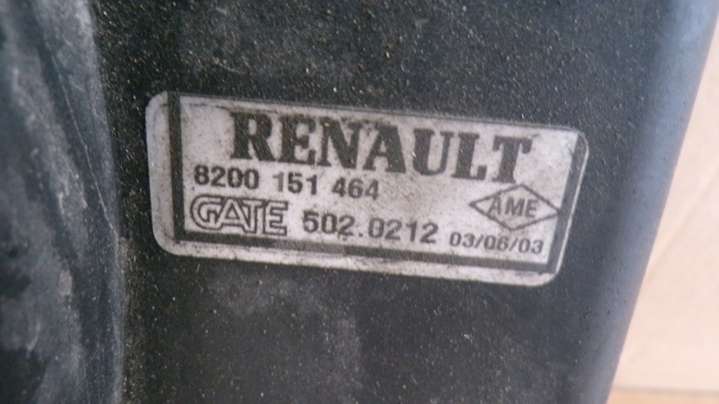 RENAULT
8200 151 464
AME
GATE 502.0212 03/06/03